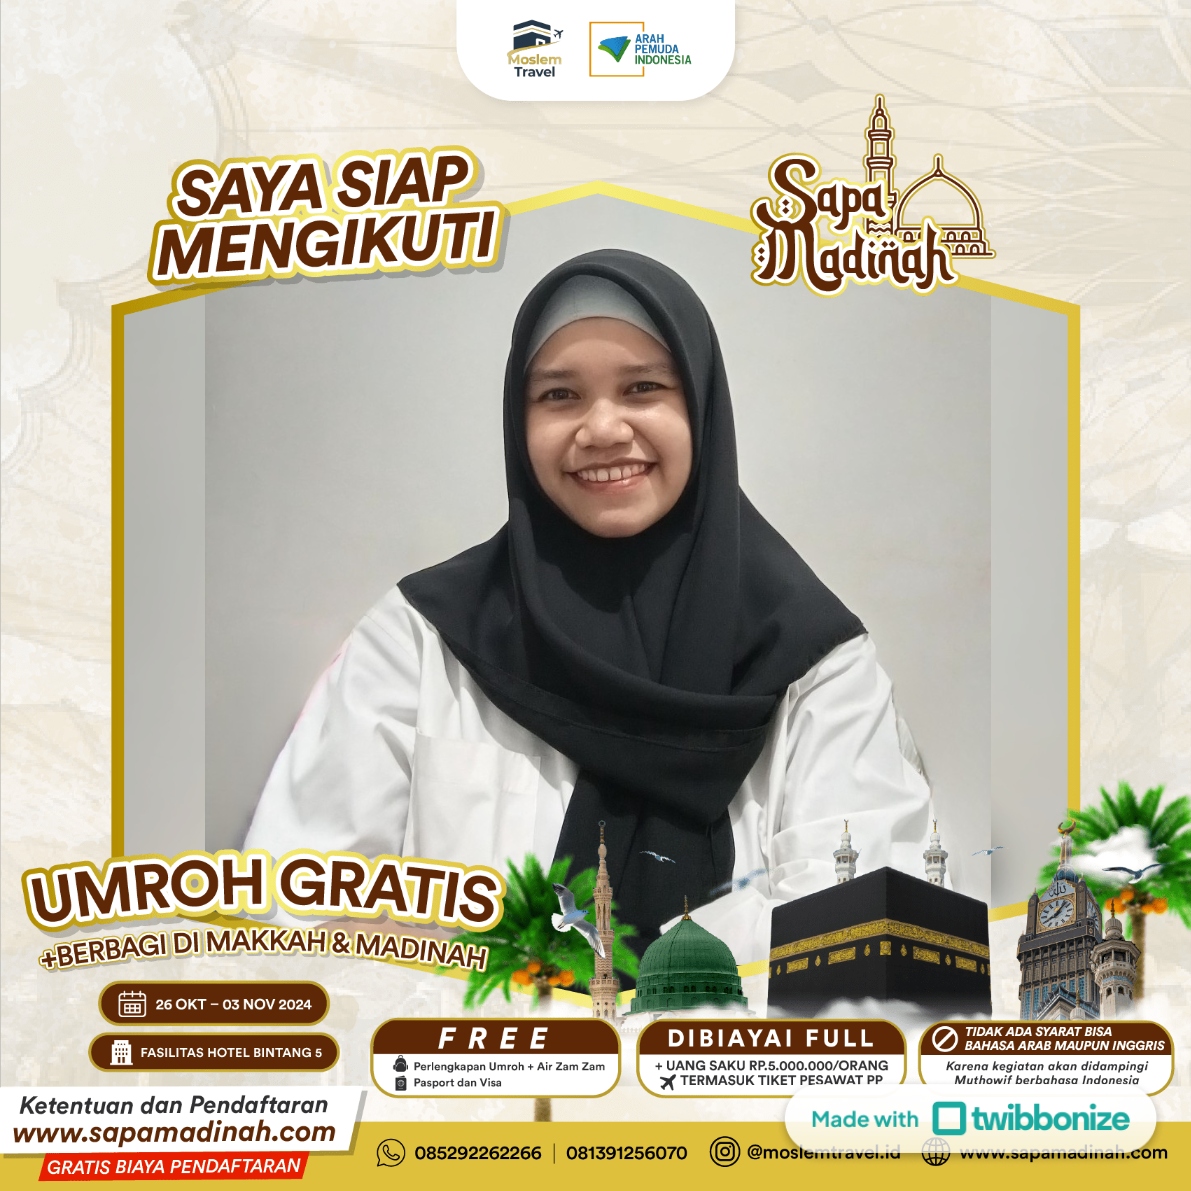 Moslem
Travel
ARAH
PEMUDA
INDONESIA
SAYA SIAP
MENGIKUTI
Sapa
Madinah
UMROH GRATIS
+BERBAGI DI MAKKAH & MADINAH
26 OKT – 03 NOV 2024
FASILITAS HOTEL BINTANG 5
FREE
Perlengkapan Umroh + Air Zam Zam
Pasport dan Visa
DIBIAYAI FULL
+ UANG SAKU RP.5.000.000/ORANG
TERMASUK TIKET PESAWAT PP
TIDAK ADA SYARAT BISA
BAHASA ARAB MAUPUN INGGRIS
Karena kegiatan akan didampingi
Muthowif berbahasa Indonesia
Ketentuan dan Pendaftaran
www.sapamadinah.com
GRATIS BIAYA PENDAFTARAN
Made with twibbonize
085292262266 | 081391256070
@moslemtravel.id
www.sapamadinah.com